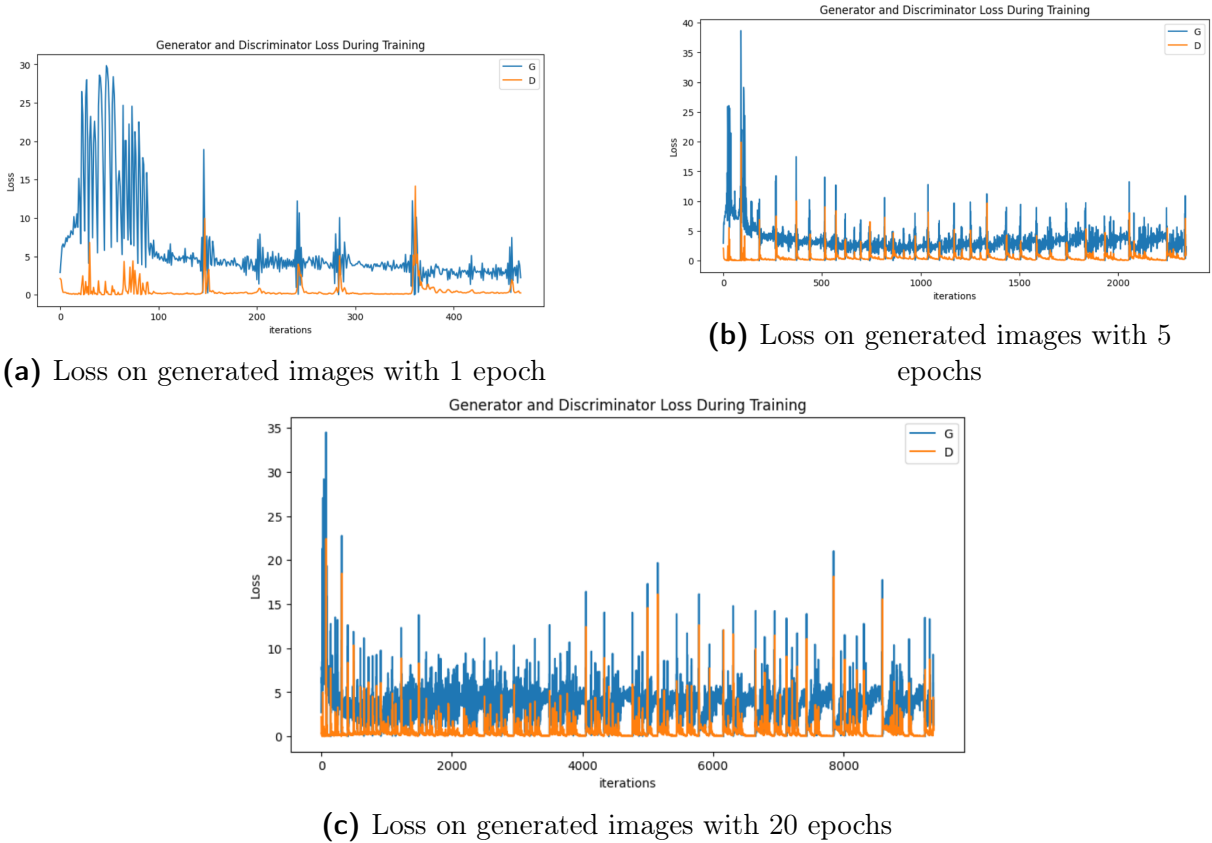 Generator and Discriminator Loss During Training
G
D
30
25
20
15
10
5
0
Loss
0 100 200 300 400
iterations
(a) Loss on generated images with 1 epoch
Generator and Discriminator Loss During Training
G
D
40
35
30
25
20
15
10
5
0
Loss
0 500 1000 1500 2000
iterations
(b) Loss on generated images with 5
epochs
Generator and Discriminator Loss During Training
G
D
35
30
25
20
15
10
5
0
Loss
0 2000 4000 6000 8000
iterations
(c) Loss on generated images with 20 epochs